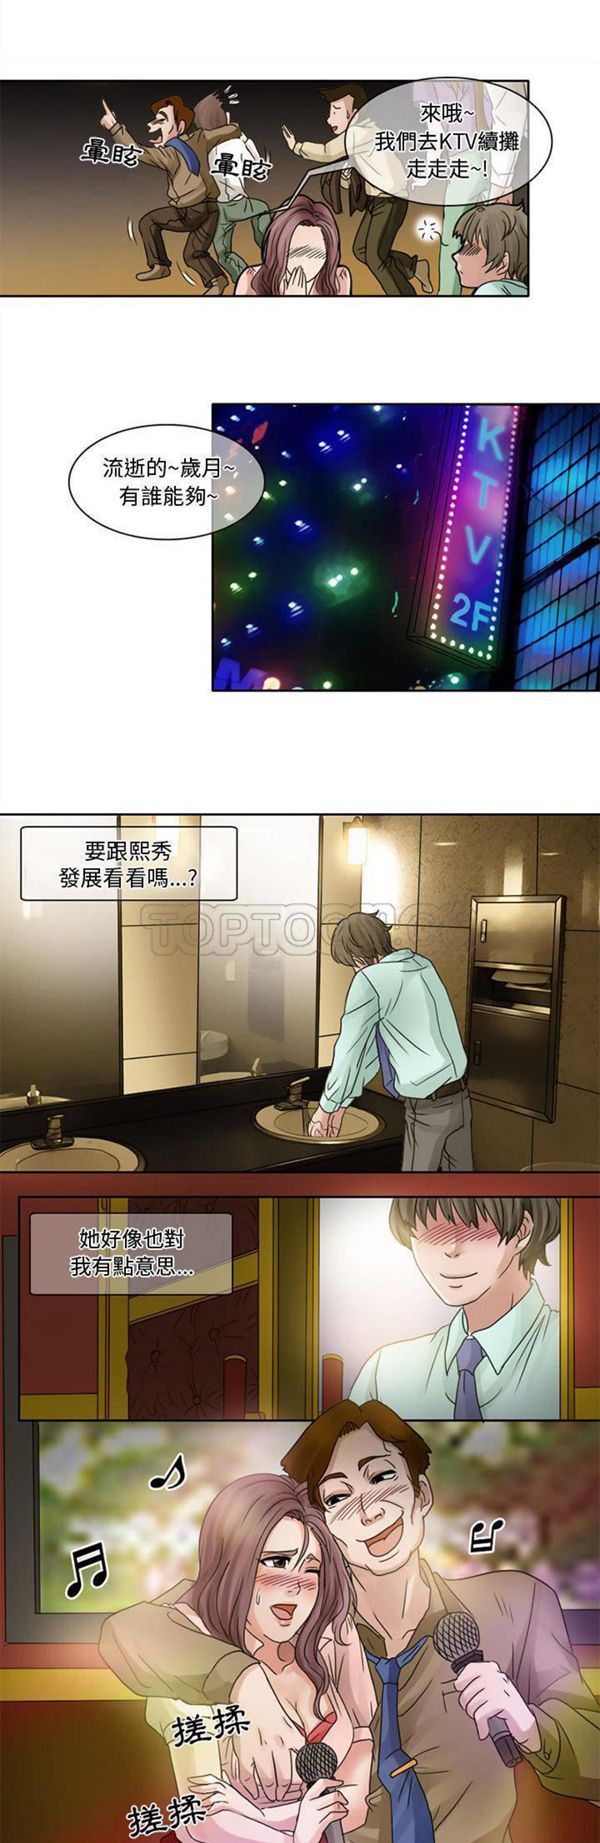 暈眩
暈眩
來哦~
我們去KTV續攤
走走走~!
流逝的~歲月~
有誰能夠~
KTV
2F
M
要跟熙秀
發展看看嗎...?
她好像也對
我有點意思...
搓揉
搓揉